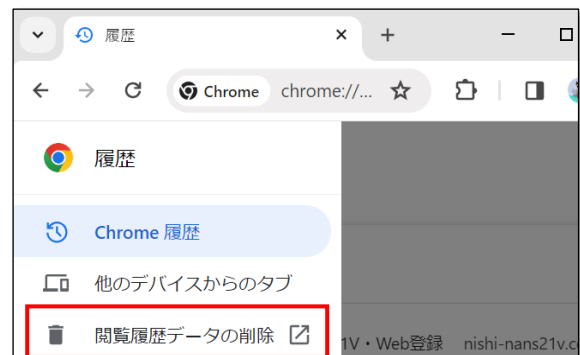 履歴
Chrome chrome://...
履歴
Chrome 履歴
他のデバイスからのタブ
閲覧履歴データの削除
1V・Web登録 nishi-nans21v.c